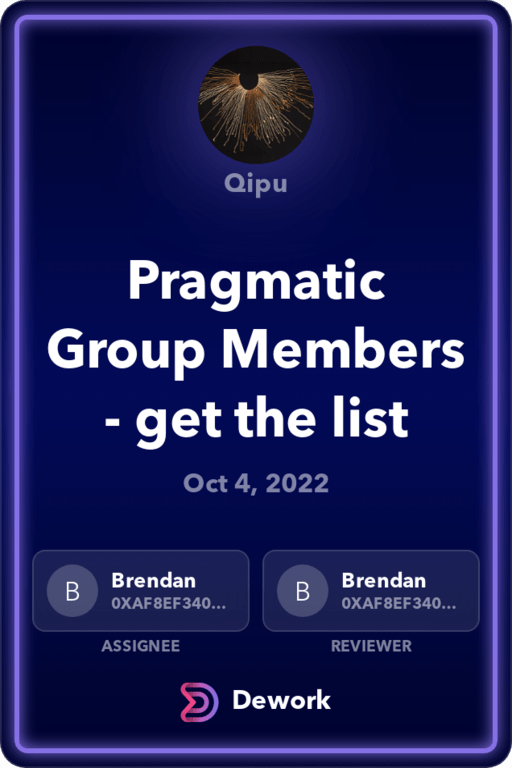 Qipu
Pragmatic
Group Members
- get the list
Oct 4, 2022
B
Brendan
0XAF8EF340...
ASSIGNEE
B
Brendan
0XAF8EF340...
REVIEWER
Dework